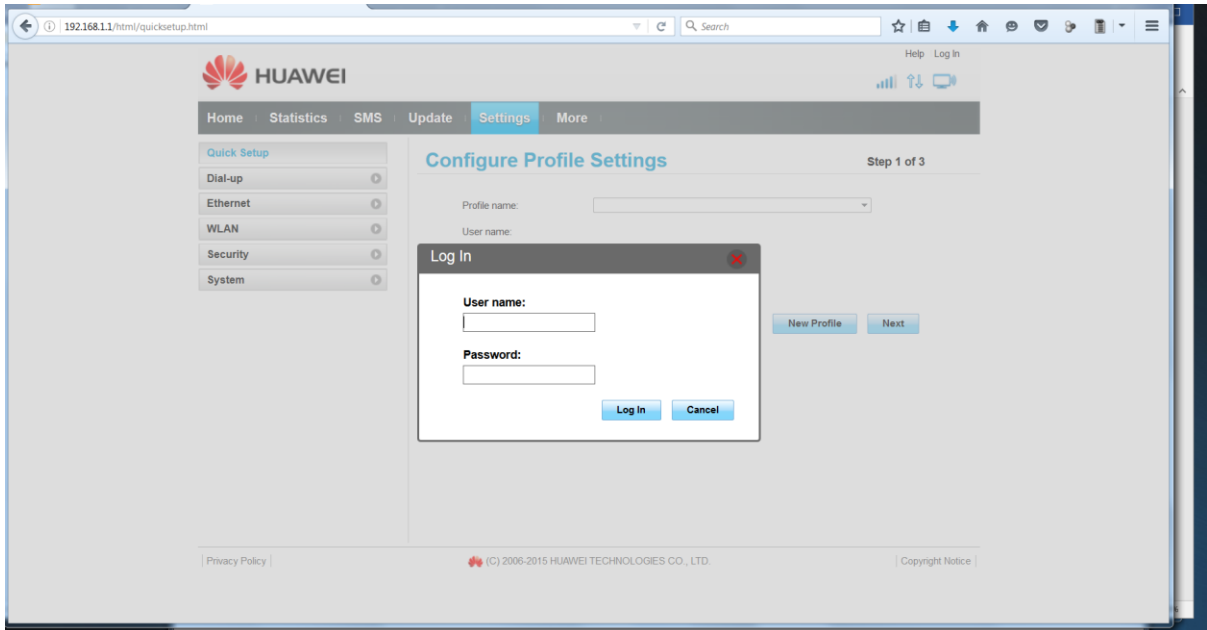 192.168.1.1/html/quicksetup.html
Search
Help Log In
HUAWEI
Home Statistics SMS Update Settings More
Quick Setup
Dial-up
Ethernet
WLAN
Security
System
Configure Profile Settings
Step 1 of 3
Profile name:
User name:
Log In
User name:
Password:
Log In Cancel
New Profile Next
Privacy Policy
(C) 2006-2015 HUAWEI TECHNOLOGIES CO., LTD.
Copyright Notice